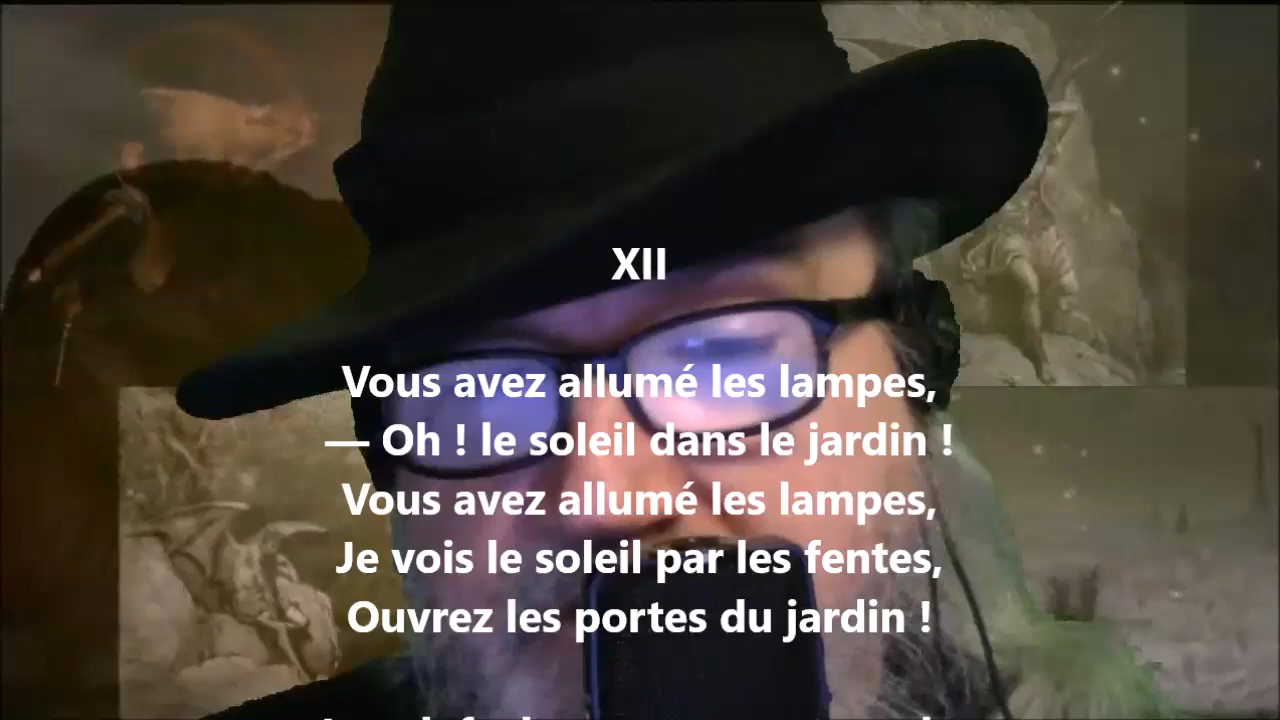 XII
Vous avez allumé les lampes,
— Oh ! le soleil dans le jardin !
Vous avez allumé les lampes,
Je vois le soleil par les fentes,
Ouvrez les portes du jardin !